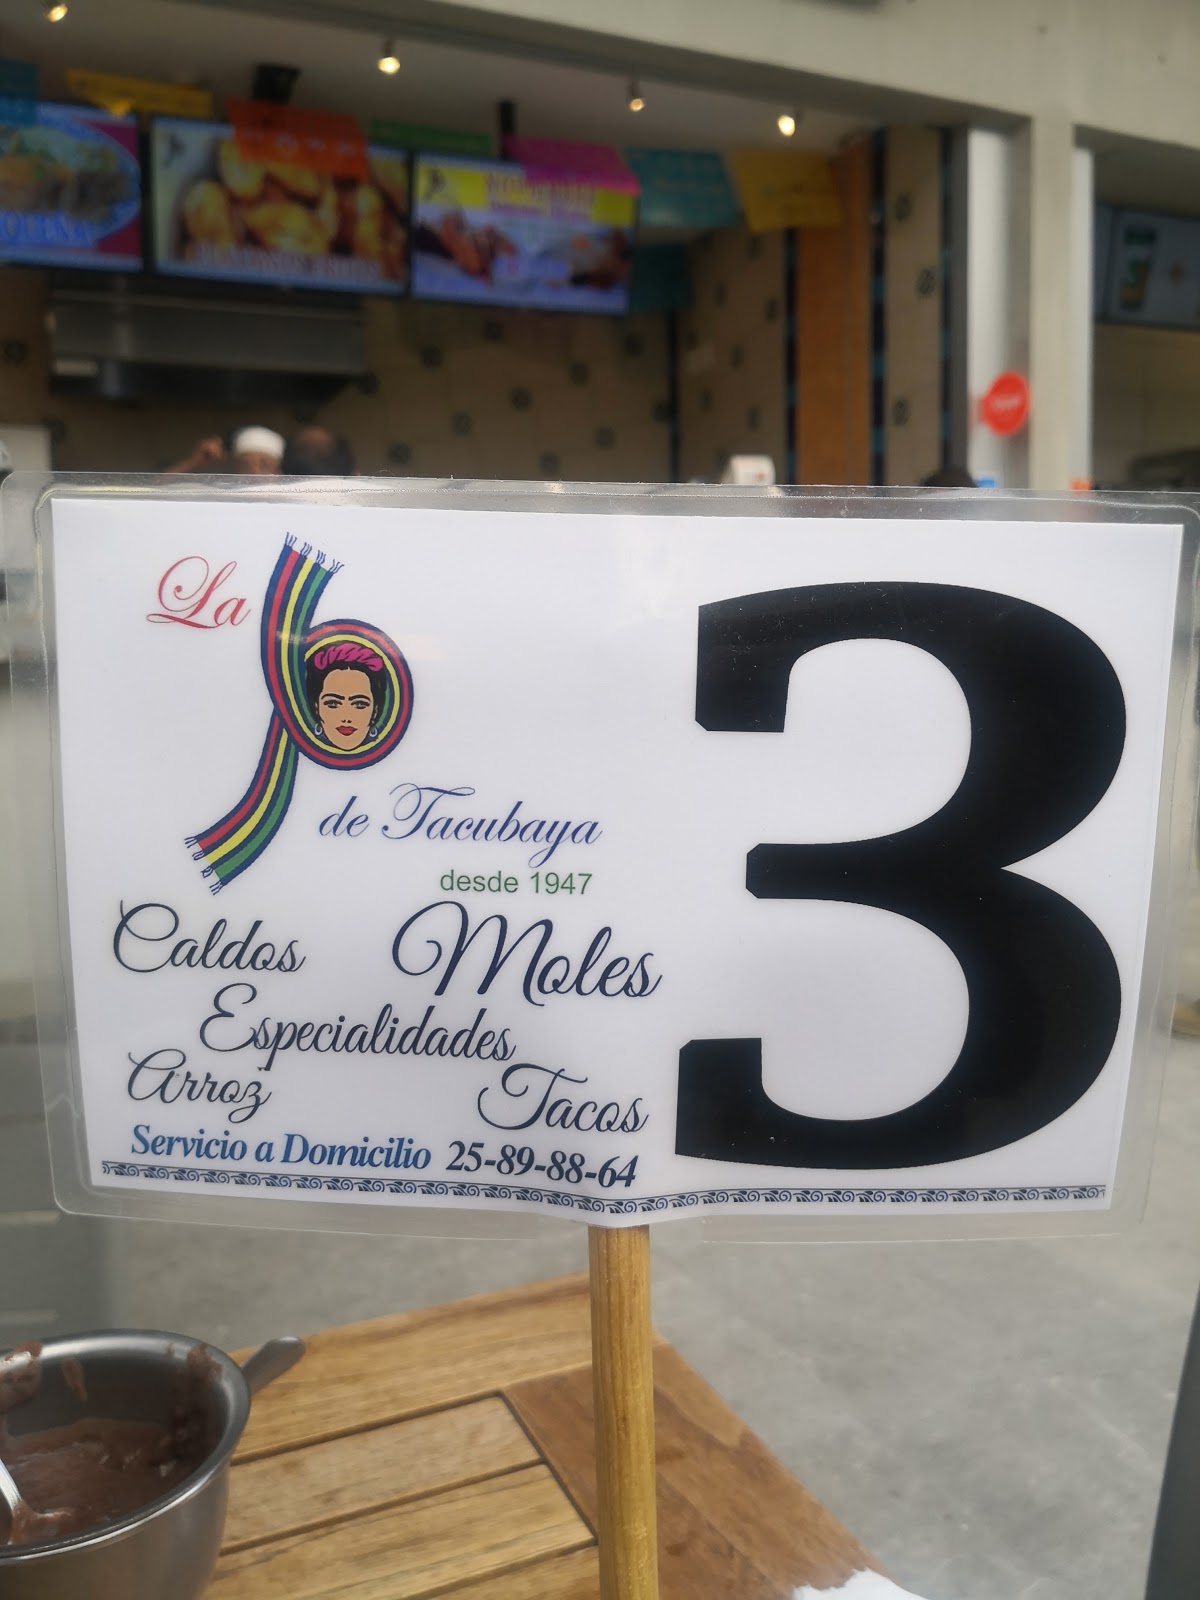 La
de Tacubaya
desde 1947
Caldos Moles
Especialidades
Arroz Tacos
Servicio a Domicilio 25-89-88-64
3